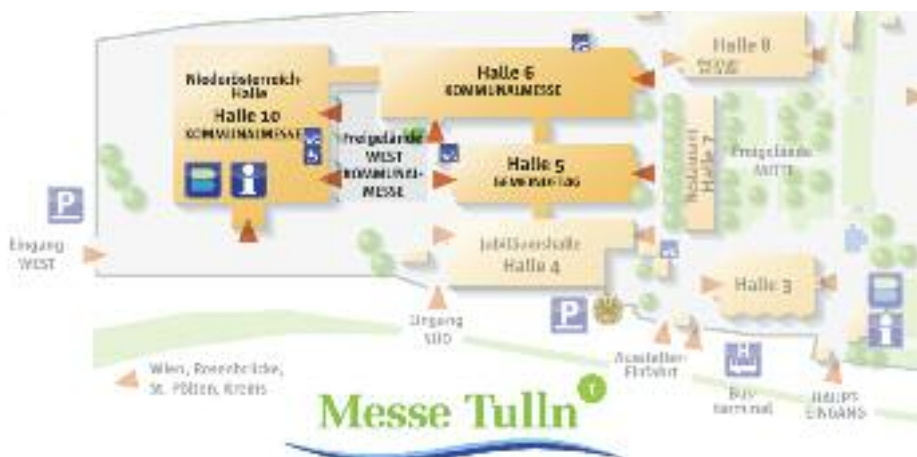 Niederösterreich-
Halle
Halle 10
KOMMUNALMESSE
Halle 6
KOMMUNALMESSE
Halle 8
Freigelände
WEST
KOMMUNAL-
MESSE
Halle 5
GEMEINDETAG
Restaurant
Halle 7
Freigelände
MITTE
P
Eingang
WEST
Jubiläumshalle
Halle 4
Halle 3
P
Eingang
SÜD
Aussteller-
Einfahrt
Bus-
terminal
HAUPT-
EINGANG
Wien, Rosenbrücke,
St. Pölten, Krems
Messe Tulln